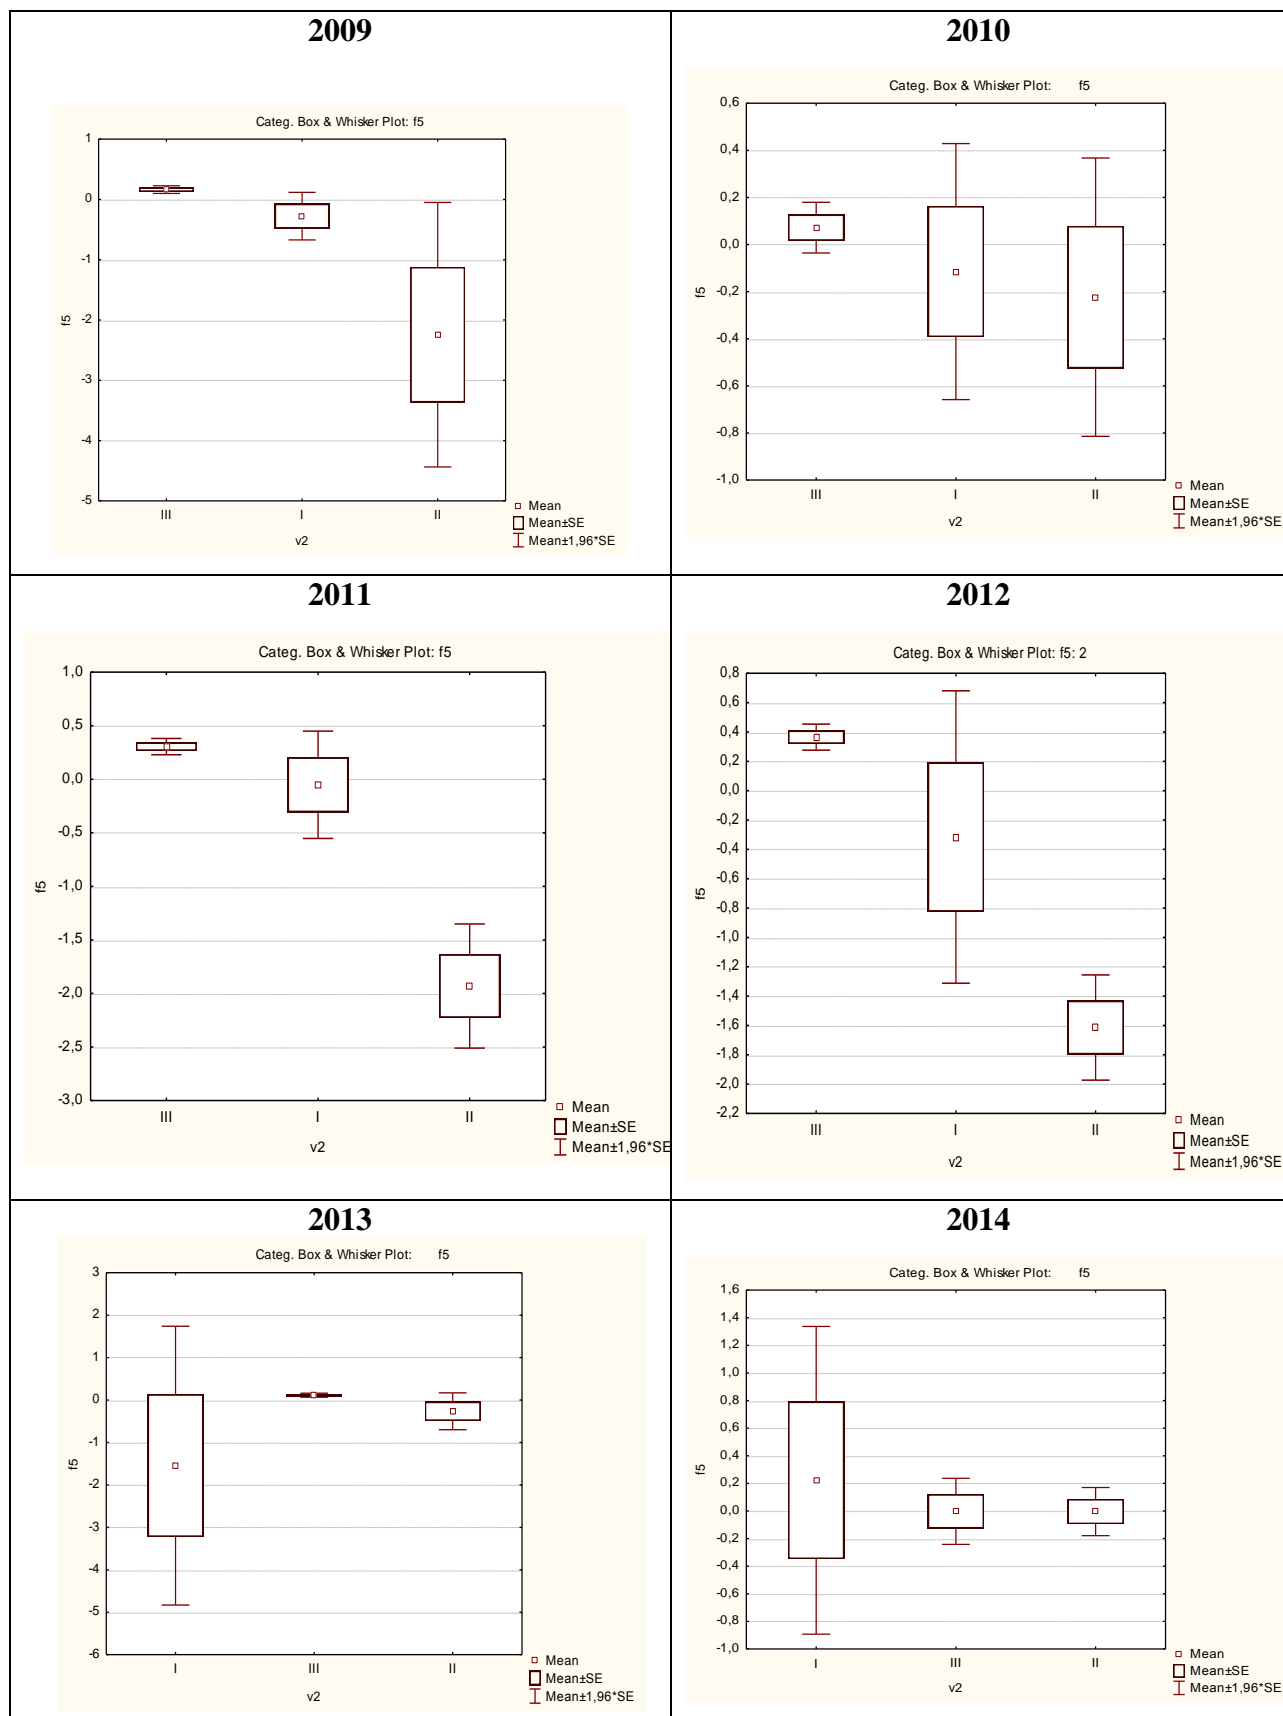 2009
Categ. Box & Whisker Plot: f5
1
0
-1
-2
-3
-4
-5
f5
III I II
v2
Mean
Mean±SE
Mean±1,96*SE
2010
Categ. Box & Whisker Plot: f5
0,6
0,4
0,2
0,0
-0,2
-0,4
-0,6
-0,8
-1,0
f5
III I II
v2
Mean
Mean±SE
Mean±1,96*SE
2011
Categ. Box & Whisker Plot: f5
1,0
0,5
0,0
-0,5
-1,0
-1,5
-2,0
-2,5
-3,0
f5
III I II
v2
Mean
Mean±SE
Mean±1,96*SE
2012
Categ. Box & Whisker Plot: f5: 2
0,8
0,6
0,4
0,2
0,0
-0,2
-0,4
-0,6
-0,8
-1,0
-1,2
-1,4
-1,6
-1,8
-2,0
-2,2
f5
III I II
v2
Mean
Mean±SE
Mean±1,96*SE
2013
Categ. Box & Whisker Plot: f5
3
2
1
0
-1
-2
-3
-4
-5
-6
f5
I III II
v2
Mean
Mean±SE
Mean±1,96*SE
2014
Categ. Box & Whisker Plot: f5
1,6
1,4
1,2
1,0
0,8
0,6
0,4
0,2
0,0
-0,2
-0,4
-0,6
-0,8
-1,0
f5
I III II
v2
Mean
Mean±SE
Mean±1,96*SE